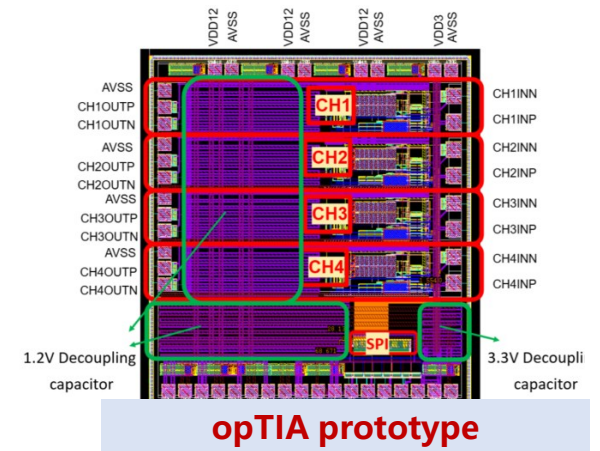 VDD12
AVSS
VDD12
AVSS
VDD12
AVSS
VDD3
AVSS
AVSS
CH1OUTP
CH1OUTN
AVSS
CH2OUTP
CH2OUTN
AVSS
CH3OUTP
CH3OUTN
AVSS
CH4OUTP
CH4OUTN
CH1
CH2
CH3
CH4
SPI
CH1INN
CH1INP
CH2INN
CH2INP
CH3INN
CH3INP
CH4INN
CH4INP
1.2V Decoupling
capacitor
3.3V Decoupli
capacitor
opTIA prototype